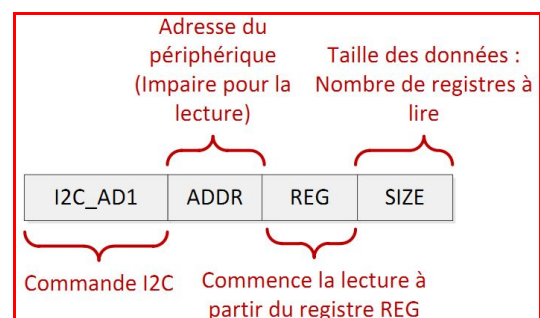 Adresse du
périphérique
(Impaire pour la
lecture)
Taille des données :
Nombre de registres à
lire
I2C_AD1 ADDR REG SIZE
Commande I2C
Commence la lecture à
partir du registre REG